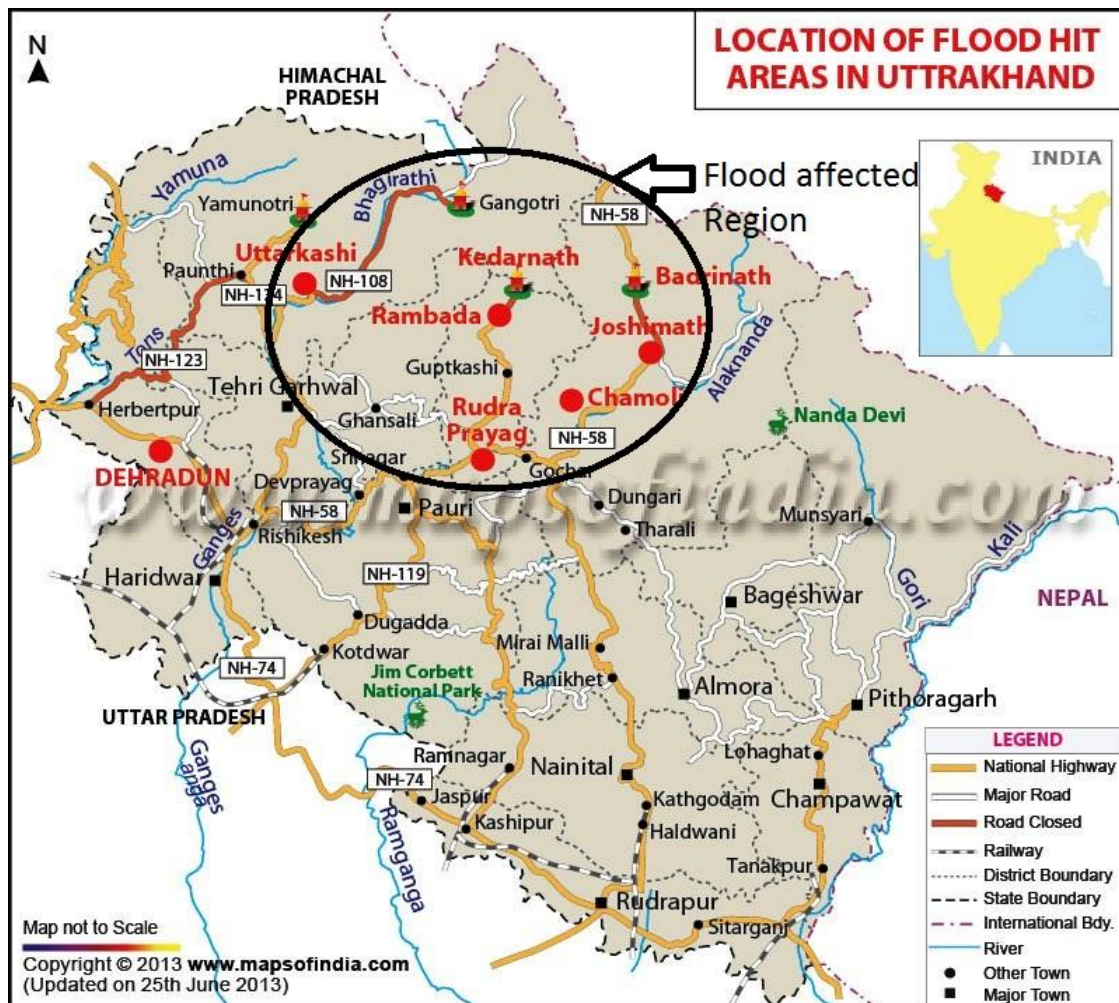 LOCATION OF FLOOD HIT
AREAS IN UTTRAKHAND
N
HIMACHAL
PRADESH
INDIA
Flood affected
Region
Yamuna
Bhagirathi
Yamunotri
Gangotri
NH-58
Uttarkashi
Kedarnath
Badrinath
Paunthi
NH-134
NH-108
Rambada
Joshimath
Tons
NH-123
Guptkashi
Alaknanda
Tehri Garhwal
Chamoli
Herbertpur
Ghansali
Rudra
Prayag
NH-58
Nanda Devi
DEHRADUN
Srinagar
Gochar
Devprayag
NH-58
Pauri
Dungari
Munsyari
www.mapsofindia.com
Rishikesh
Tharali
Ganges
Kali
Haridwar
NH-119
Gori
Bageshwar
NEPAL
Dugadda
Mirai Malli
Kotdwar
NH-74
Jim Corbett
National Park
Ranikhet
Almora
Pithoragarh
UTTAR PRADESH
Ganges
Ramnagar
Nainital
Lohaghat
NH-74
Jaspur
Kathgodam
Champawat
Kashipur
Haldwani
Ramganga
Tanakpur
Rudrapur
Sitarganj
LEGEND
National Highway
Major Road
Road Closed
Railway
District Boundary
State Boundary
International Bdy.
River
Other Town
Major Town
Map not to Scale
Copyright © 2013 www.mapsofindia.com
(Updated on 25th June 2013)